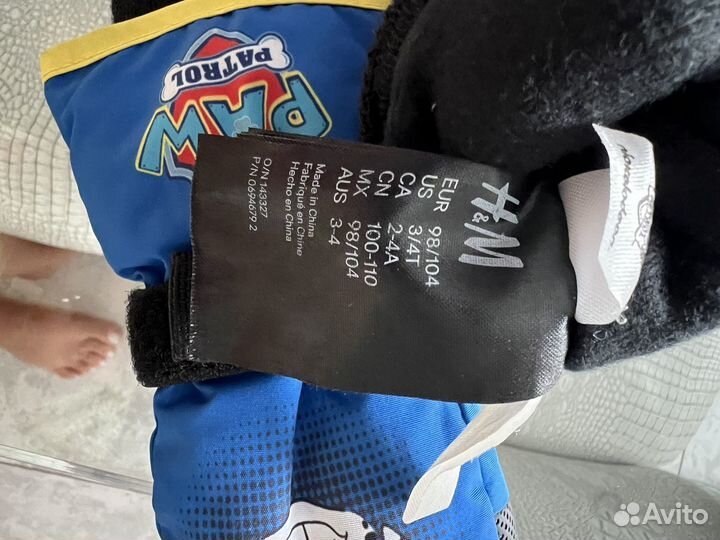 PAW
PATROL
H&M
EUR 98/104
US 3/4T
CA 2-4A
CN 100-110
MX 98/104
AUS 3-4
Made in China
Fabriqué en Chine
Hecho en China
O/N 143327
P/N 0694679 2
Avito